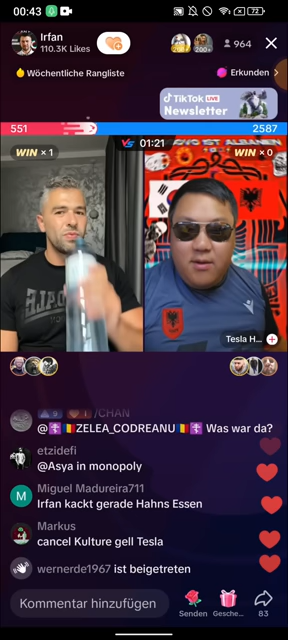 00:43
72
Irfan
110.3K Likes
200+
964
Wöchentliche Rangliste
Erkunden
TikTok LIVE
Newsletter
551
2587
WIN × 1
VS 01:21
WIN × 0
Tesla H...
/CHAN
@🇷🇴ZELEA_CODREANU🇷🇴 Was war da?
etzidefi
@Asya in monopoly
M
Miguel Madureira711
Irfan kackt gerade Hahns Essen
Markus
cancel Kulture gell Tesla
wernerde1967 ist beigetreten
Kommentar hinzufügen
Senden
Gesche...
83